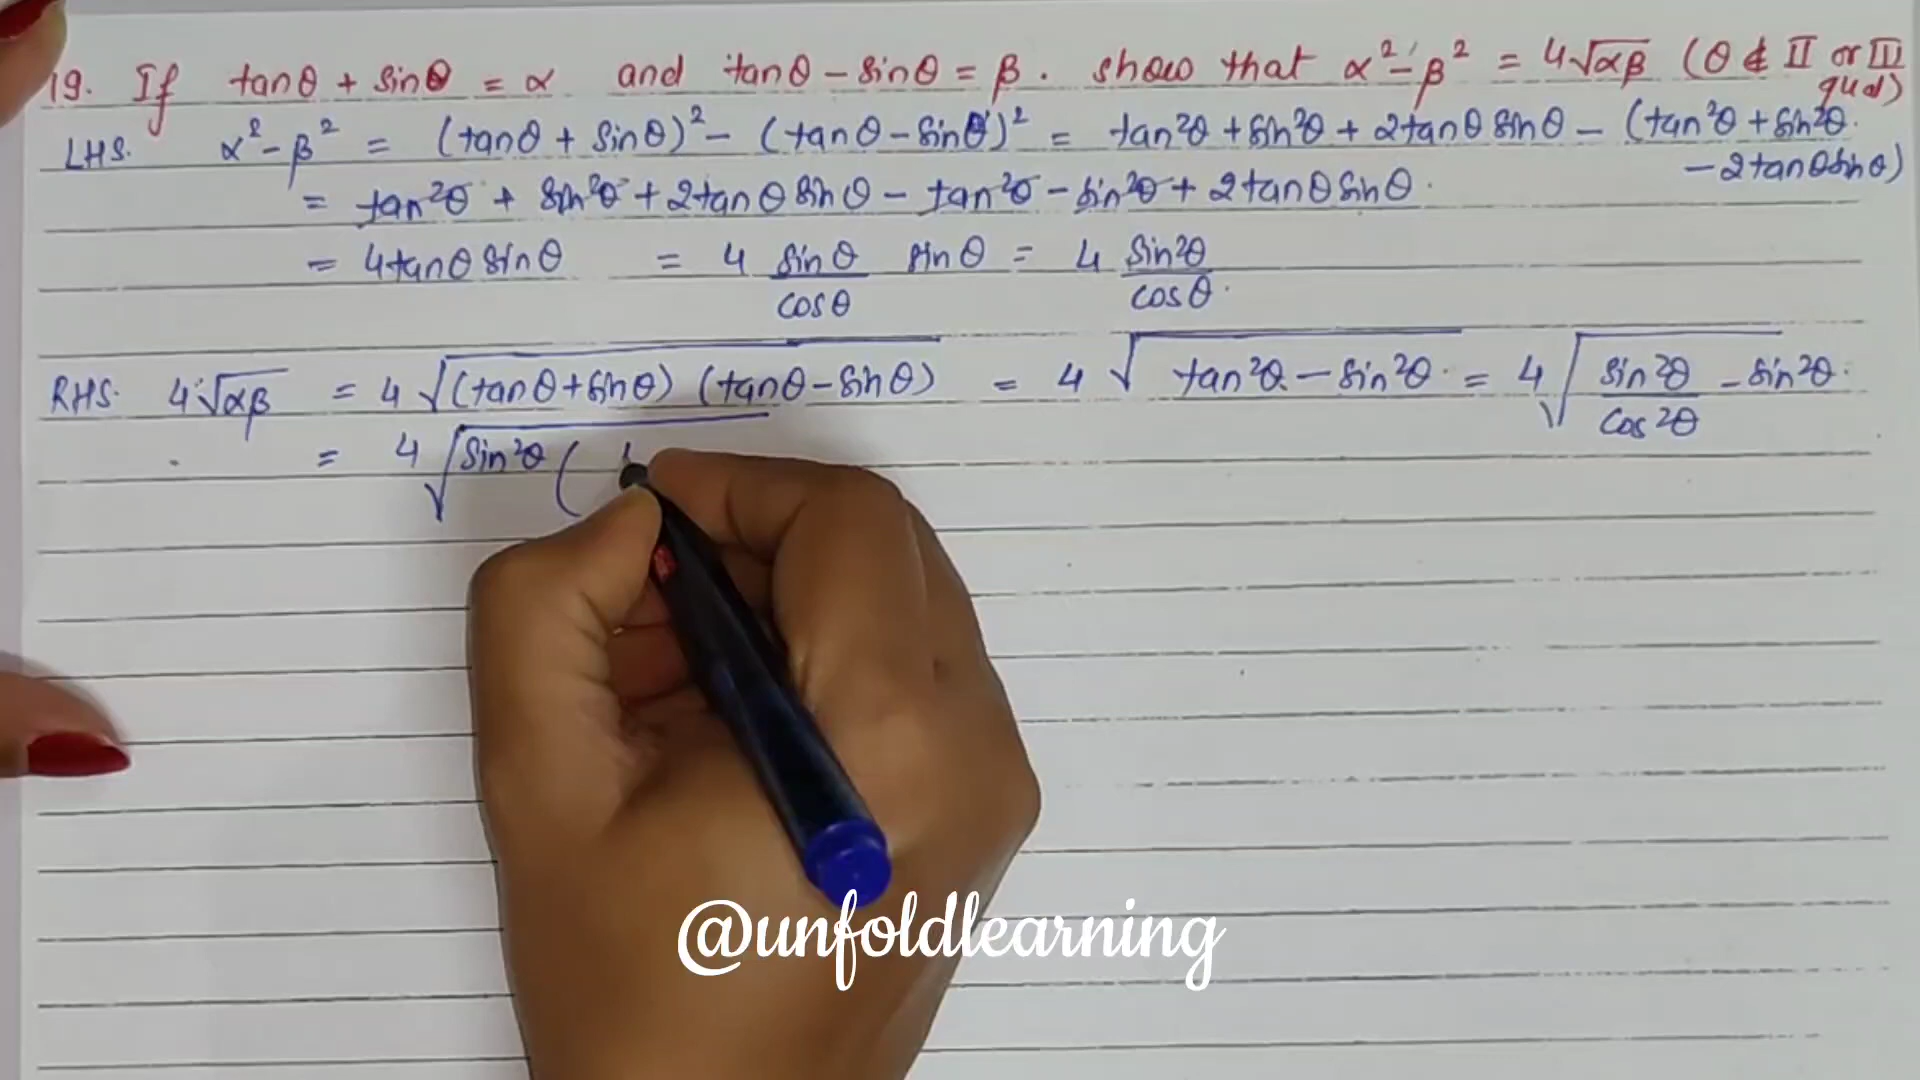 19. If tanθ + sinθ = α and tanθ - sinθ = β. show that α² - β² = 4√αβ (θ ∉ II or III quad)
LHS. α² - β² = (tanθ + sinθ)² - (tanθ - sinθ)² = tan²θ + sin²θ + 2tanθ sinθ - (tan²θ + sin²θ - 2tanθ sinθ)
= tan²θ + sin²θ + 2tanθ sinθ - tan²θ - sin²θ + 2tanθ sinθ.
= 4tanθ sinθ = 4 sinθ/cosθ sinθ = 4 sin²θ/cosθ.
RHS. 4√αβ = 4√(tanθ + sinθ) (tanθ - sinθ) = 4√tan²θ - sin²θ = 4√sin²θ/cos²θ - sin²θ.
= 4√sin²θ (
@unfoldlearning